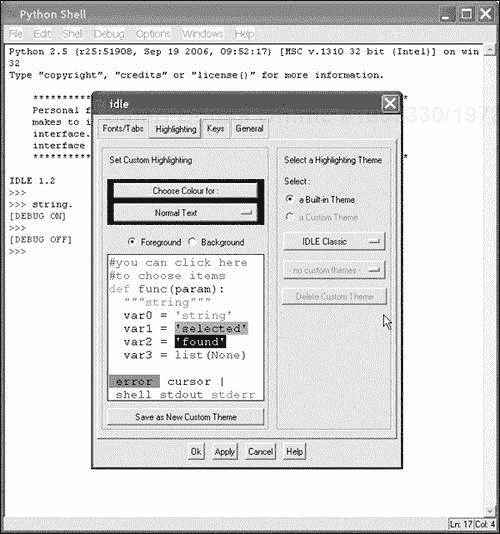 Python Shell
File Edit Shell Debug Options Windows Help
Python 2.5 (r25:51908, Sep 19 2006, 09:52:17) [MSC v.1310 32 bit (Intel)] on win
32
Type "copyright", "credits" or "license()" for more information.
Personal f
makes to i
interface.
interface
IDLE 1.2
>>>
>>> string.
[DEBUG ON]
>>>
[DEBUG OFF]
>>>
idle
Fonts/Tabs Highlighting Keys General
Set Custom Highlighting
Choose Colour for :
Normal Text
Foreground Background
#you can click here
#to choose items
def func(param):
"""string"""
var0 = 'string'
var1 = 'selected'
var2 = 'found'
var3 = list(None)
error cursor |
shell stdout stderr
Save as New Custom Theme
Select a Highlighting Theme
Select :
a Built-in Theme
a Custom Theme
IDLE Classic
- no custom themes -
Delete Custom Theme
Ok Apply Cancel Help
Ln: 17 Col: 4